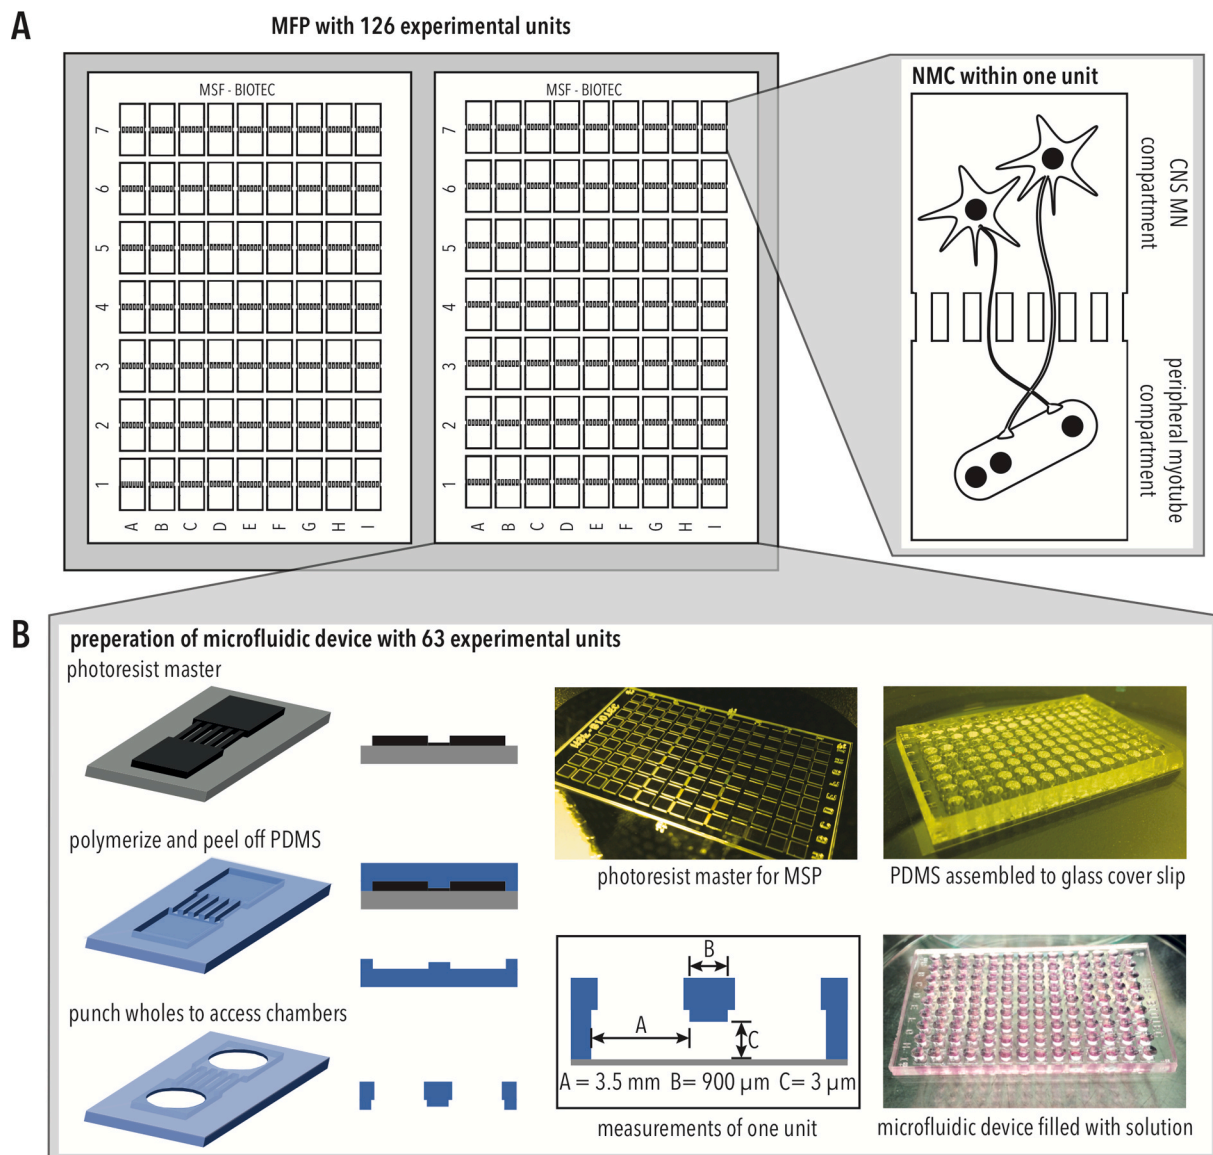 A
MFP with 126 experimental units
MSF - BIOTEC
7
6
5
4
3
2
1
A B C D E F G H I
MSF - BIOTEC
7
6
5
4
3
2
1
A B C D E F G H I
NMC within one unit
CNS MN
compartment
peripheral myotube
compartment
B
preperation of microfluidic device with 63 experimental units
photoresist master
polymerize and peel off PDMS
punch wholes to access chambers
photoresist master for MSP
PDMS assembled to glass cover slip
B
A
C
A = 3.5 mm B= 900 µm C= 3 µm
measurements of one unit
microfluidic device filled with solution